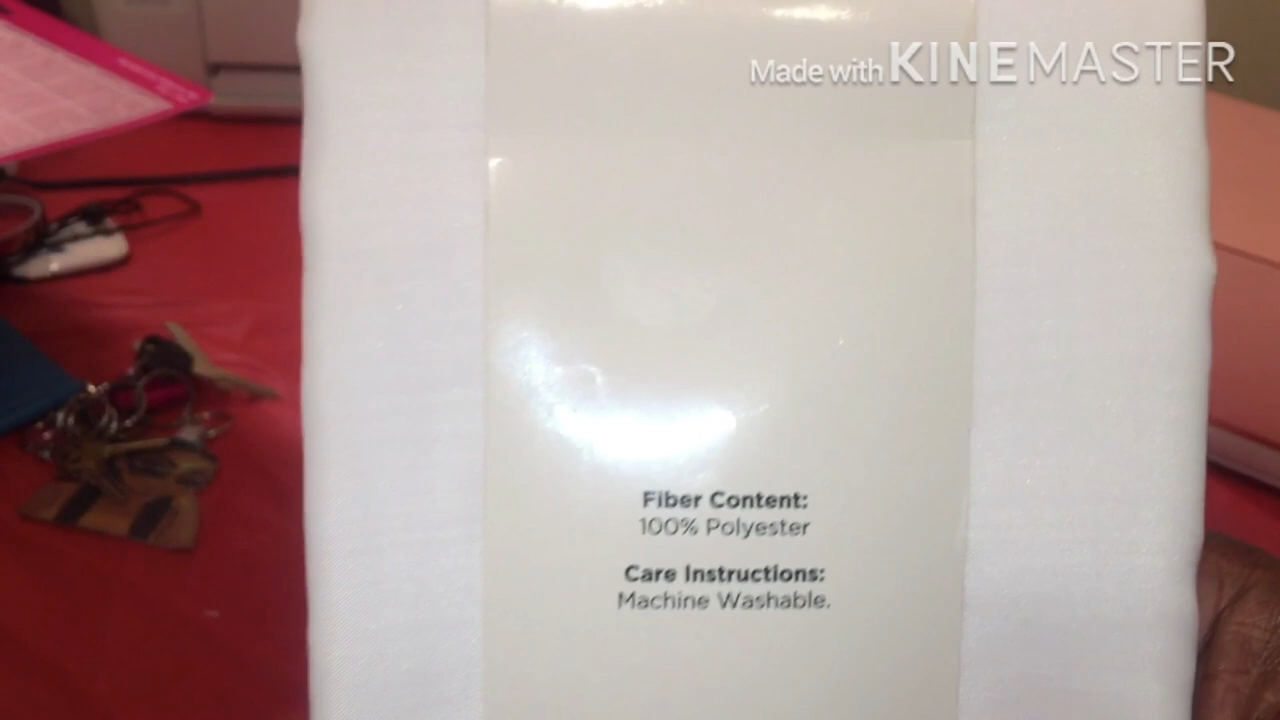 Made with KINEMASTER
Fiber Content:
100% Polyester
Care Instructions:
Machine Washable.